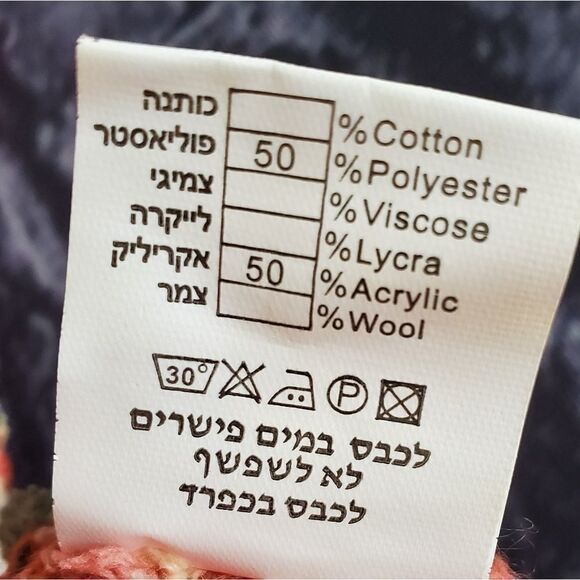 כותנה % Cotton
פוליאסטר 50 % Polyester
צמיגי % Viscose
לייקרה % Lycra
אקריליק 50 % Acrylic
צמר % Wool
30° P
לכבס במים פישרים
לא לשפשף
לכבס בכפרד